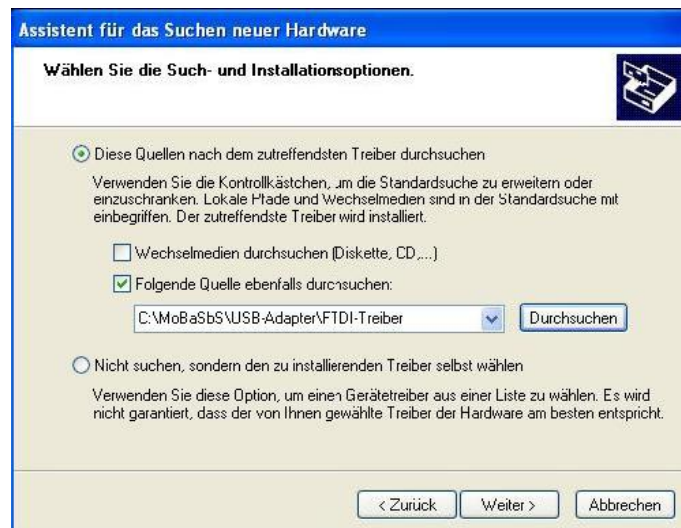 Assistent für das Suchen neuer Hardware
Wählen Sie die Such- und Installationsoptionen.
Diese Quellen nach dem zutreffendsten Treiber durchsuchen
Verwenden Sie die Kontrollkästchen, um die Standardsuche zu erweitern oder
einzuschränken. Lokale Pfade und Wechselmedien sind in der Standardsuche mit
einbegriffen. Der zutreffendste Treiber wird installiert.
Wechselmedien durchsuchen (Diskette, CD,...)
Folgende Quelle ebenfalls durchsuchen:
C:\MoBaSbS\USB-Adapter\FTDI-Treiber
Durchsuchen
Nicht suchen, sondern den zu installierenden Treiber selbst wählen
Verwenden Sie diese Option, um einen Gerätetreiber aus einer Liste zu wählen. Es wird
nicht garantiert, dass der von Ihnen gewählte Treiber der Hardware am besten entspricht.
< Zurück Weiter > Abbrechen